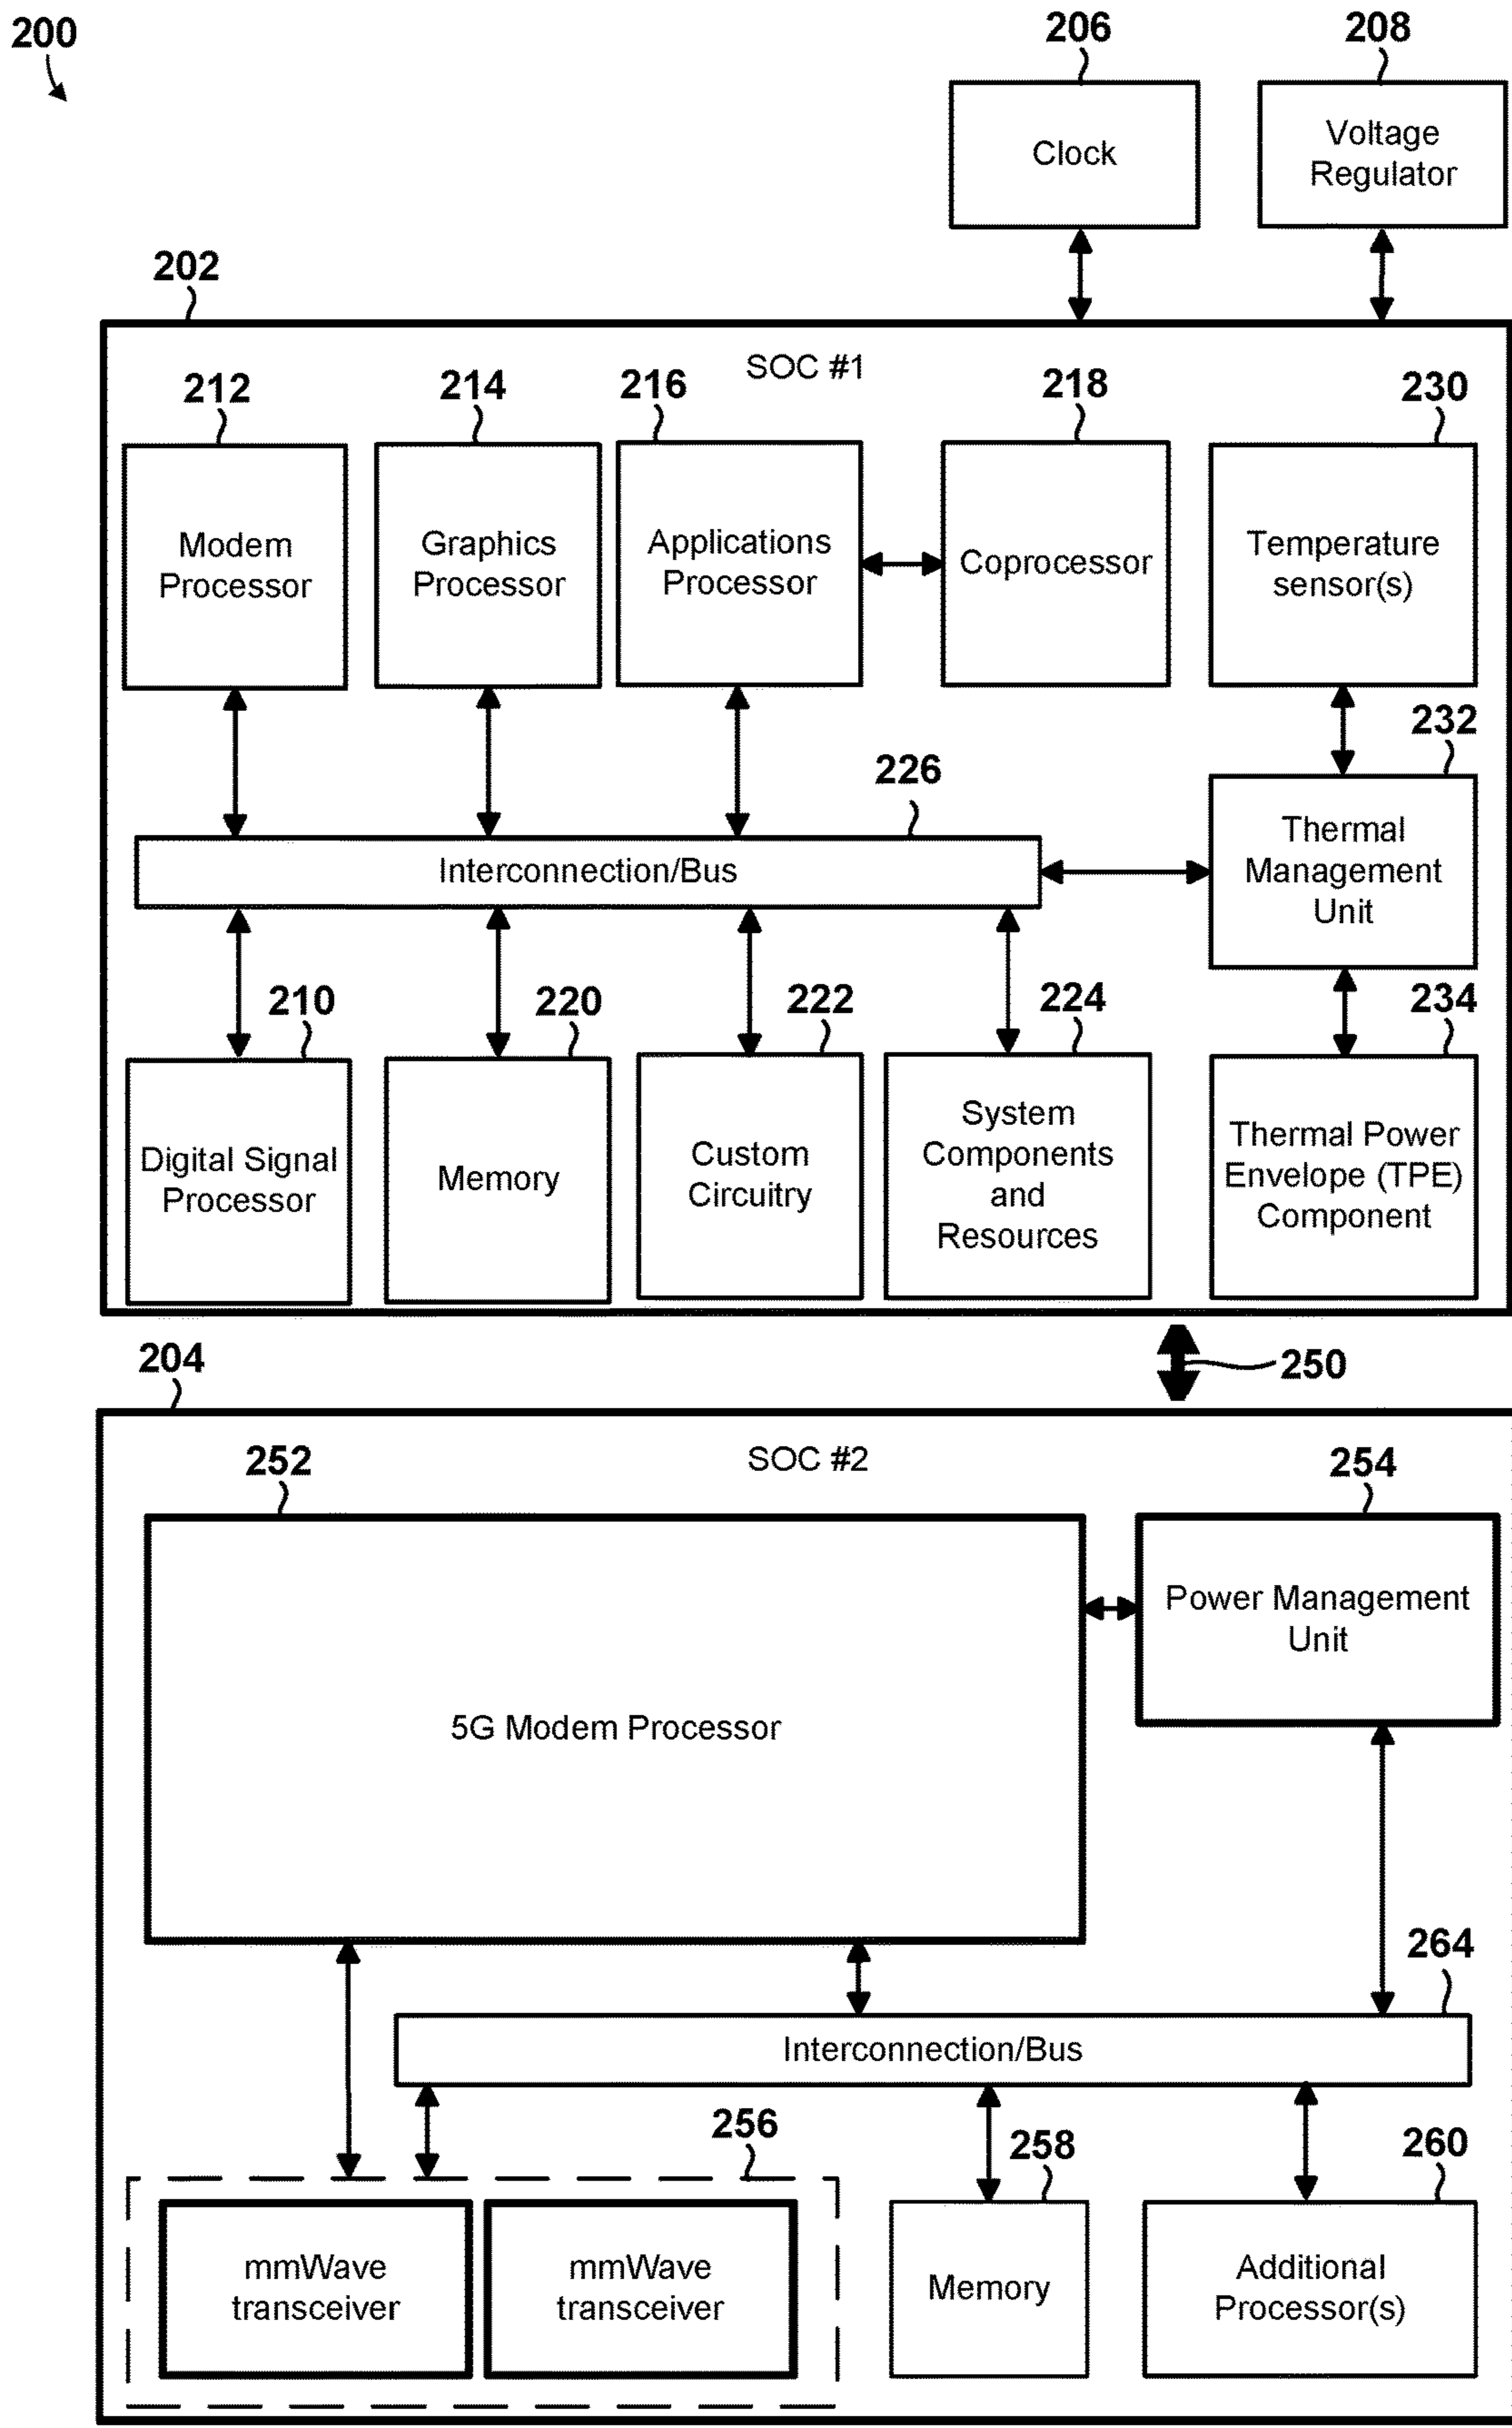 200
206
208
Clock
Voltage
Regulator
202
SOC #1
212
214
216
218
230
Modem
Processor
Graphics
Processor
Applications
Processor
Coprocessor
Temperature
sensor(s)
232
226
Interconnection/Bus
Thermal
Management
Unit
210
220
222
224
234
Digital Signal
Processor
Memory
Custom
Circuitry
System
Components
and
Resources
Thermal Power
Envelope (TPE)
Component
250
204
SOC #2
252
254
5G Modem Processor
Power Management
Unit
264
Interconnection/Bus
256
258
260
mmWave
transceiver
mmWave
transceiver
Memory
Additional
Processor(s)